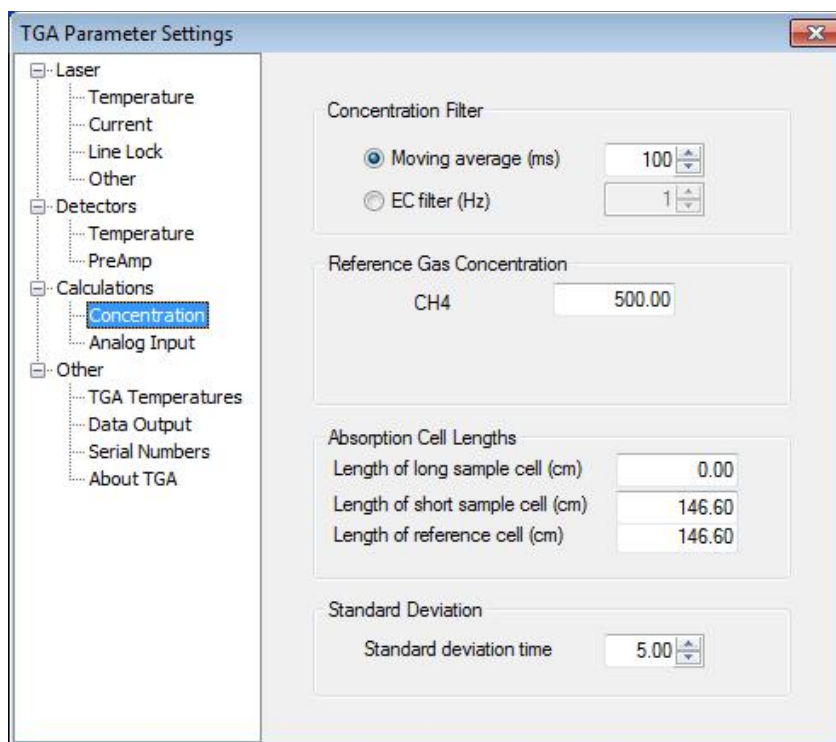 TGA Parameter Settings
Laser
Temperature
Current
Line Lock
Other
Detectors
Temperature
PreAmp
Calculations
Concentration
Analog Input
Other
TGA Temperatures
Data Output
Serial Numbers
About TGA
Concentration Filter
Moving average (ms) 100
EC filter (Hz) 1
Reference Gas Concentration
CH4 500.00
Absorption Cell Lengths
Length of long sample cell (cm) 0.00
Length of short sample cell (cm) 146.60
Length of reference cell (cm) 146.60
Standard Deviation
Standard deviation time 5.00